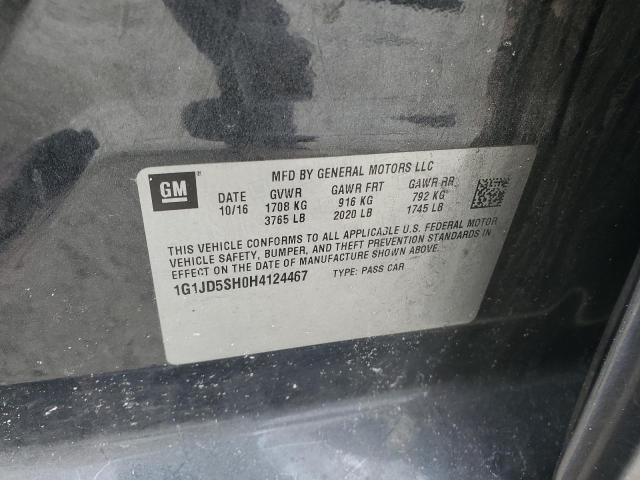 GM
MFD BY GENERAL MOTORS LLC
DATE GVWR GAWR FRT GAWR RR
10/16 1708 KG 916 KG 792 KG
3765 LB 2020 LB 1745 LB
THIS VEHICLE CONFORMS TO ALL APPLICABLE U.S. FEDERAL MOTOR
VEHICLE SAFETY, BUMPER, AND THEFT PREVENTION STANDARDS IN
EFFECT ON THE DATE OF MANUFACTURE SHOWN ABOVE.
1G1JD5SH0H4124467 TYPE: PASS CAR